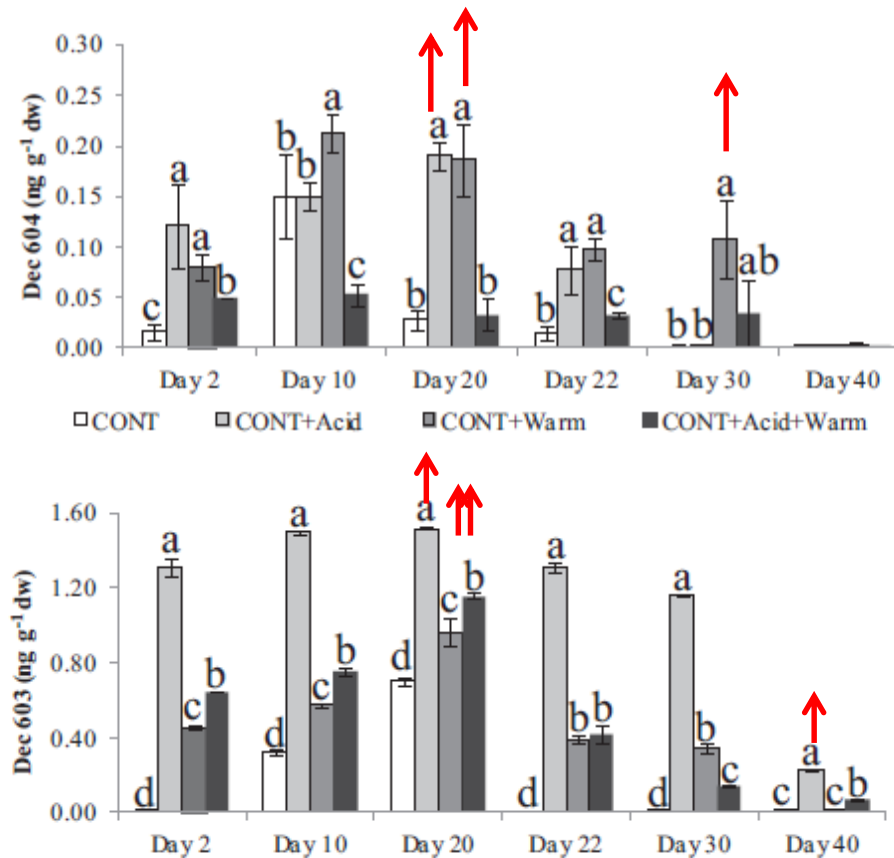 0.30
0.25
0.20
0.15
0.10
0.05
0.00
Dec 604 (ng g⁻¹ dw)
c a a b
b b a c
b a a b
b a a c
b b a ab
Day 2 Day 10 Day 20 Day 22 Day 30 Day40
CONT CONT+Acid CONT+Warm CONT+Acid+Warm
1.60
1.20
0.80
0.40
0.00
Dec 603 (ng g⁻¹ dw)
d a c b
d a c b
d a c b
d a b b
d a b c
c a c b
Day 2 Day 10 Day 20 Day 22 Day 30 Day 40